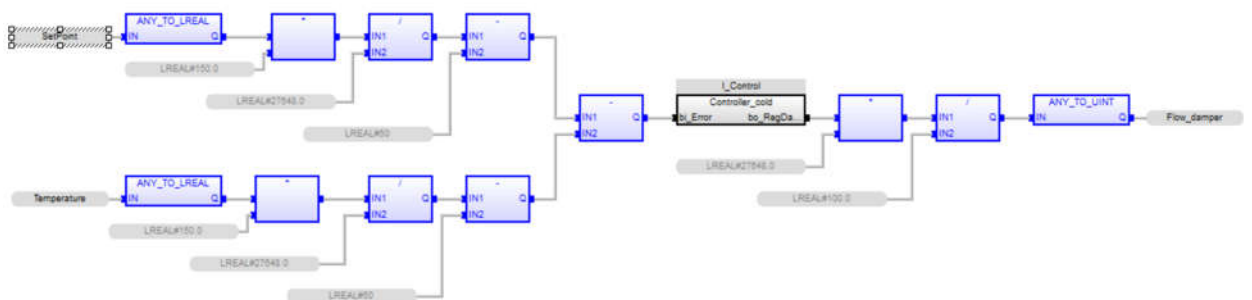 ANY_TO_LREAL
*
/
-
SetPoint
IN
Q
IN1
Q
IN2
IN1
Q
IN2
LREAL#150.0
LREAL#27648.0
LREAL#50
-
IN1
Q
IN2
I_Control
Controller_cold
bi_Error
bo_RagDa...
*
/
IN1
Q
IN2
ANY_TO_UINT
IN
Q
Flow_damper
LREAL#27648.0
LREAL#100.0
ANY_TO_LREAL
*
/
-
Temperature
IN
Q
IN1
Q
IN2
IN1
Q
IN2
LREAL#150.0
LREAL#27648.0
LREAL#50